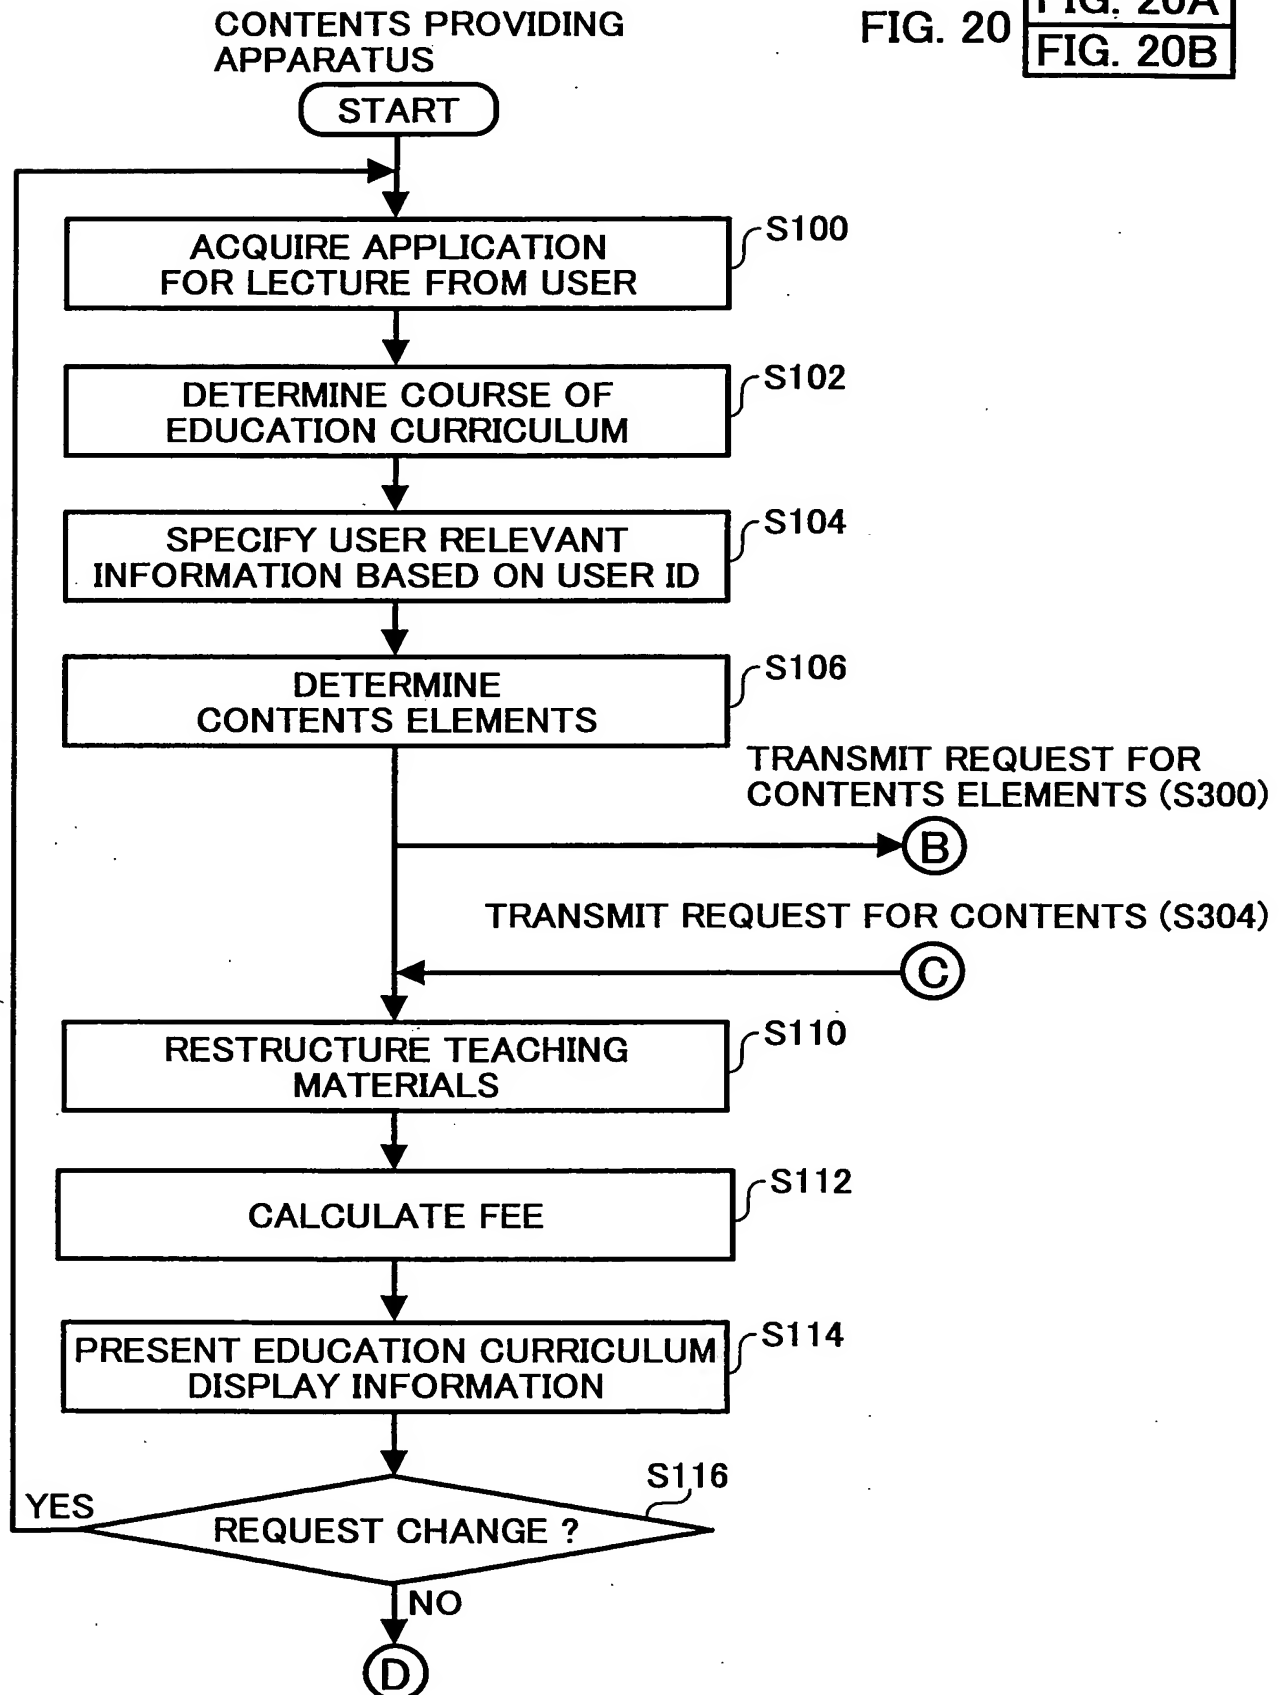 CONTENTS PROVIDING
APPARATUS
FIG. 20
FIG. 20A
FIG. 20B
START
ACQUIRE APPLICATION
FOR LECTURE FROM USER
S100
DETERMINE COURSE OF
EDUCATION CURRICULUM
S102
SPECIFY USER RELEVANT
INFORMATION BASED ON USER ID
S104
DETERMINE
CONTENTS ELEMENTS
S106
TRANSMIT REQUEST FOR
CONTENTS ELEMENTS (S300)
B
TRANSMIT REQUEST FOR CONTENTS (S304)
C
RESTRUCTURE TEACHING
MATERIALS
S110
CALCULATE FEE
S112
PRESENT EDUCATION CURRICULUM
DISPLAY INFORMATION
S114
S116
YES
REQUEST CHANGE ?
NO
D